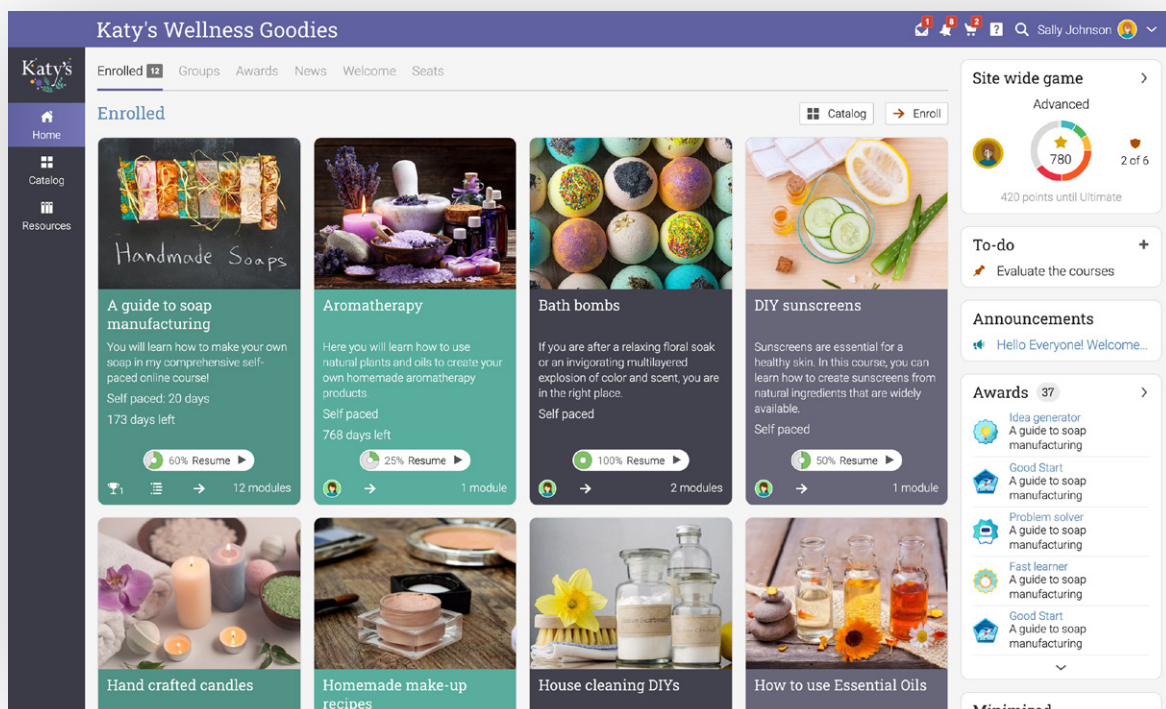 Katy's Wellness Goodies
1
8
2
?
Sally Johnson
Katy's
Home
Catalog
Resources
Enrolled 12
Groups
Awards
News
Welcome
Seats
Enrolled
Catalog
Enroll
Handmade Soaps
A guide to soap
manufacturing
You will learn how to make your own
soap in my comprehensive self-
paced online course!
Self paced: 20 days
173 days left
60% Resume
1
12 modules
Aromatherapy
Here you will learn how to use
natural plants and oils to create your
own homemade aromatherapy
products.
Self paced
768 days left
25% Resume
1 module
Bath bombs
If you are after a relaxing floral soak
or an invigorating multilayered
explosion of color and scent, you are
in the right place.
Self paced
100% Resume
2 modules
DIY sunscreens
Sunscreens are essential for a
healthy skin. In this course, you can
learn how to create sunscreens from
natural ingredients that are widely
available.
Self paced
50% Resume
1 module
Hand crafted candles
Homemade make-up
recipes
House cleaning DIYs
How to use Essential Oils
Site wide game
Advanced
780
2 of 6
420 points until Ultimate
To-do
+
Evaluate the courses
Announcements
Hello Everyone! Welcome...
Awards 37
Idea generator
A guide to soap
manufacturing
Good Start
A guide to soap
manufacturing
Problem solver
A guide to soap
manufacturing
Fast learner
A guide to soap
manufacturing
Good Start
A guide to soap
manufacturing
Minimized